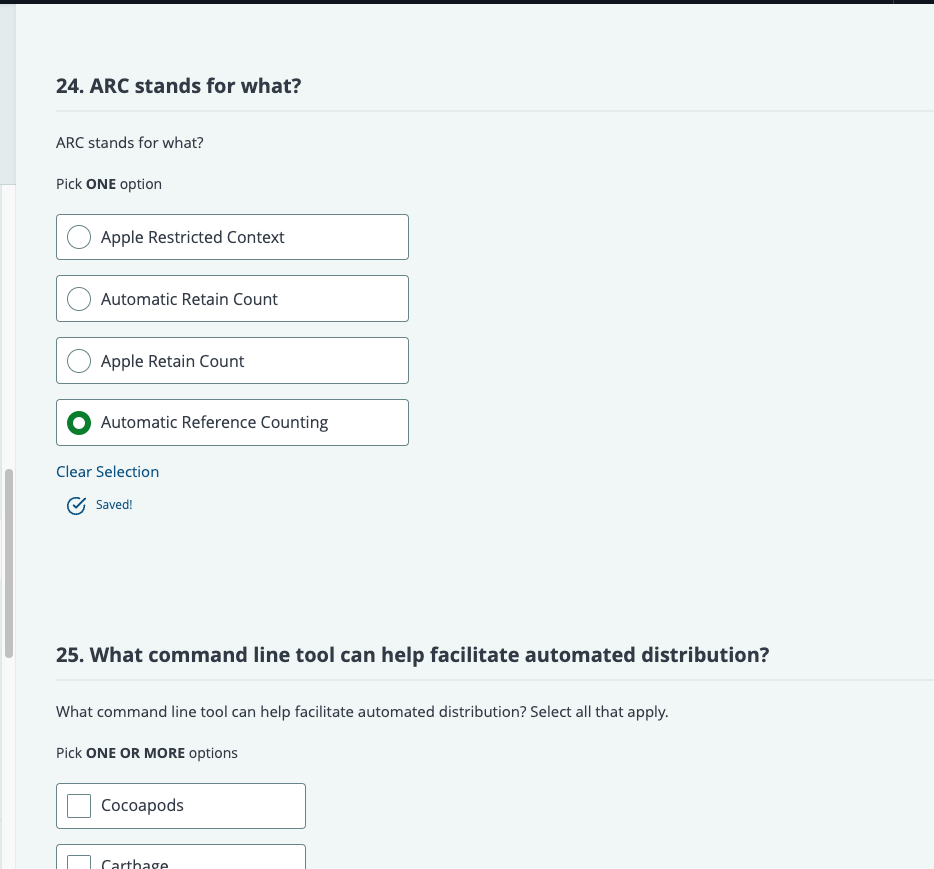 24. ARC stands for what?
ARC stands for what?
Pick ONE option
Apple Restricted Context
Automatic Retain Count
Apple Retain Count
Automatic Reference Counting
Clear Selection
Saved!
25. What command line tool can help facilitate automated distribution?
What command line tool can help facilitate automated distribution? Select all that apply.
Pick ONE OR MORE options
Cocoapods
Carthage